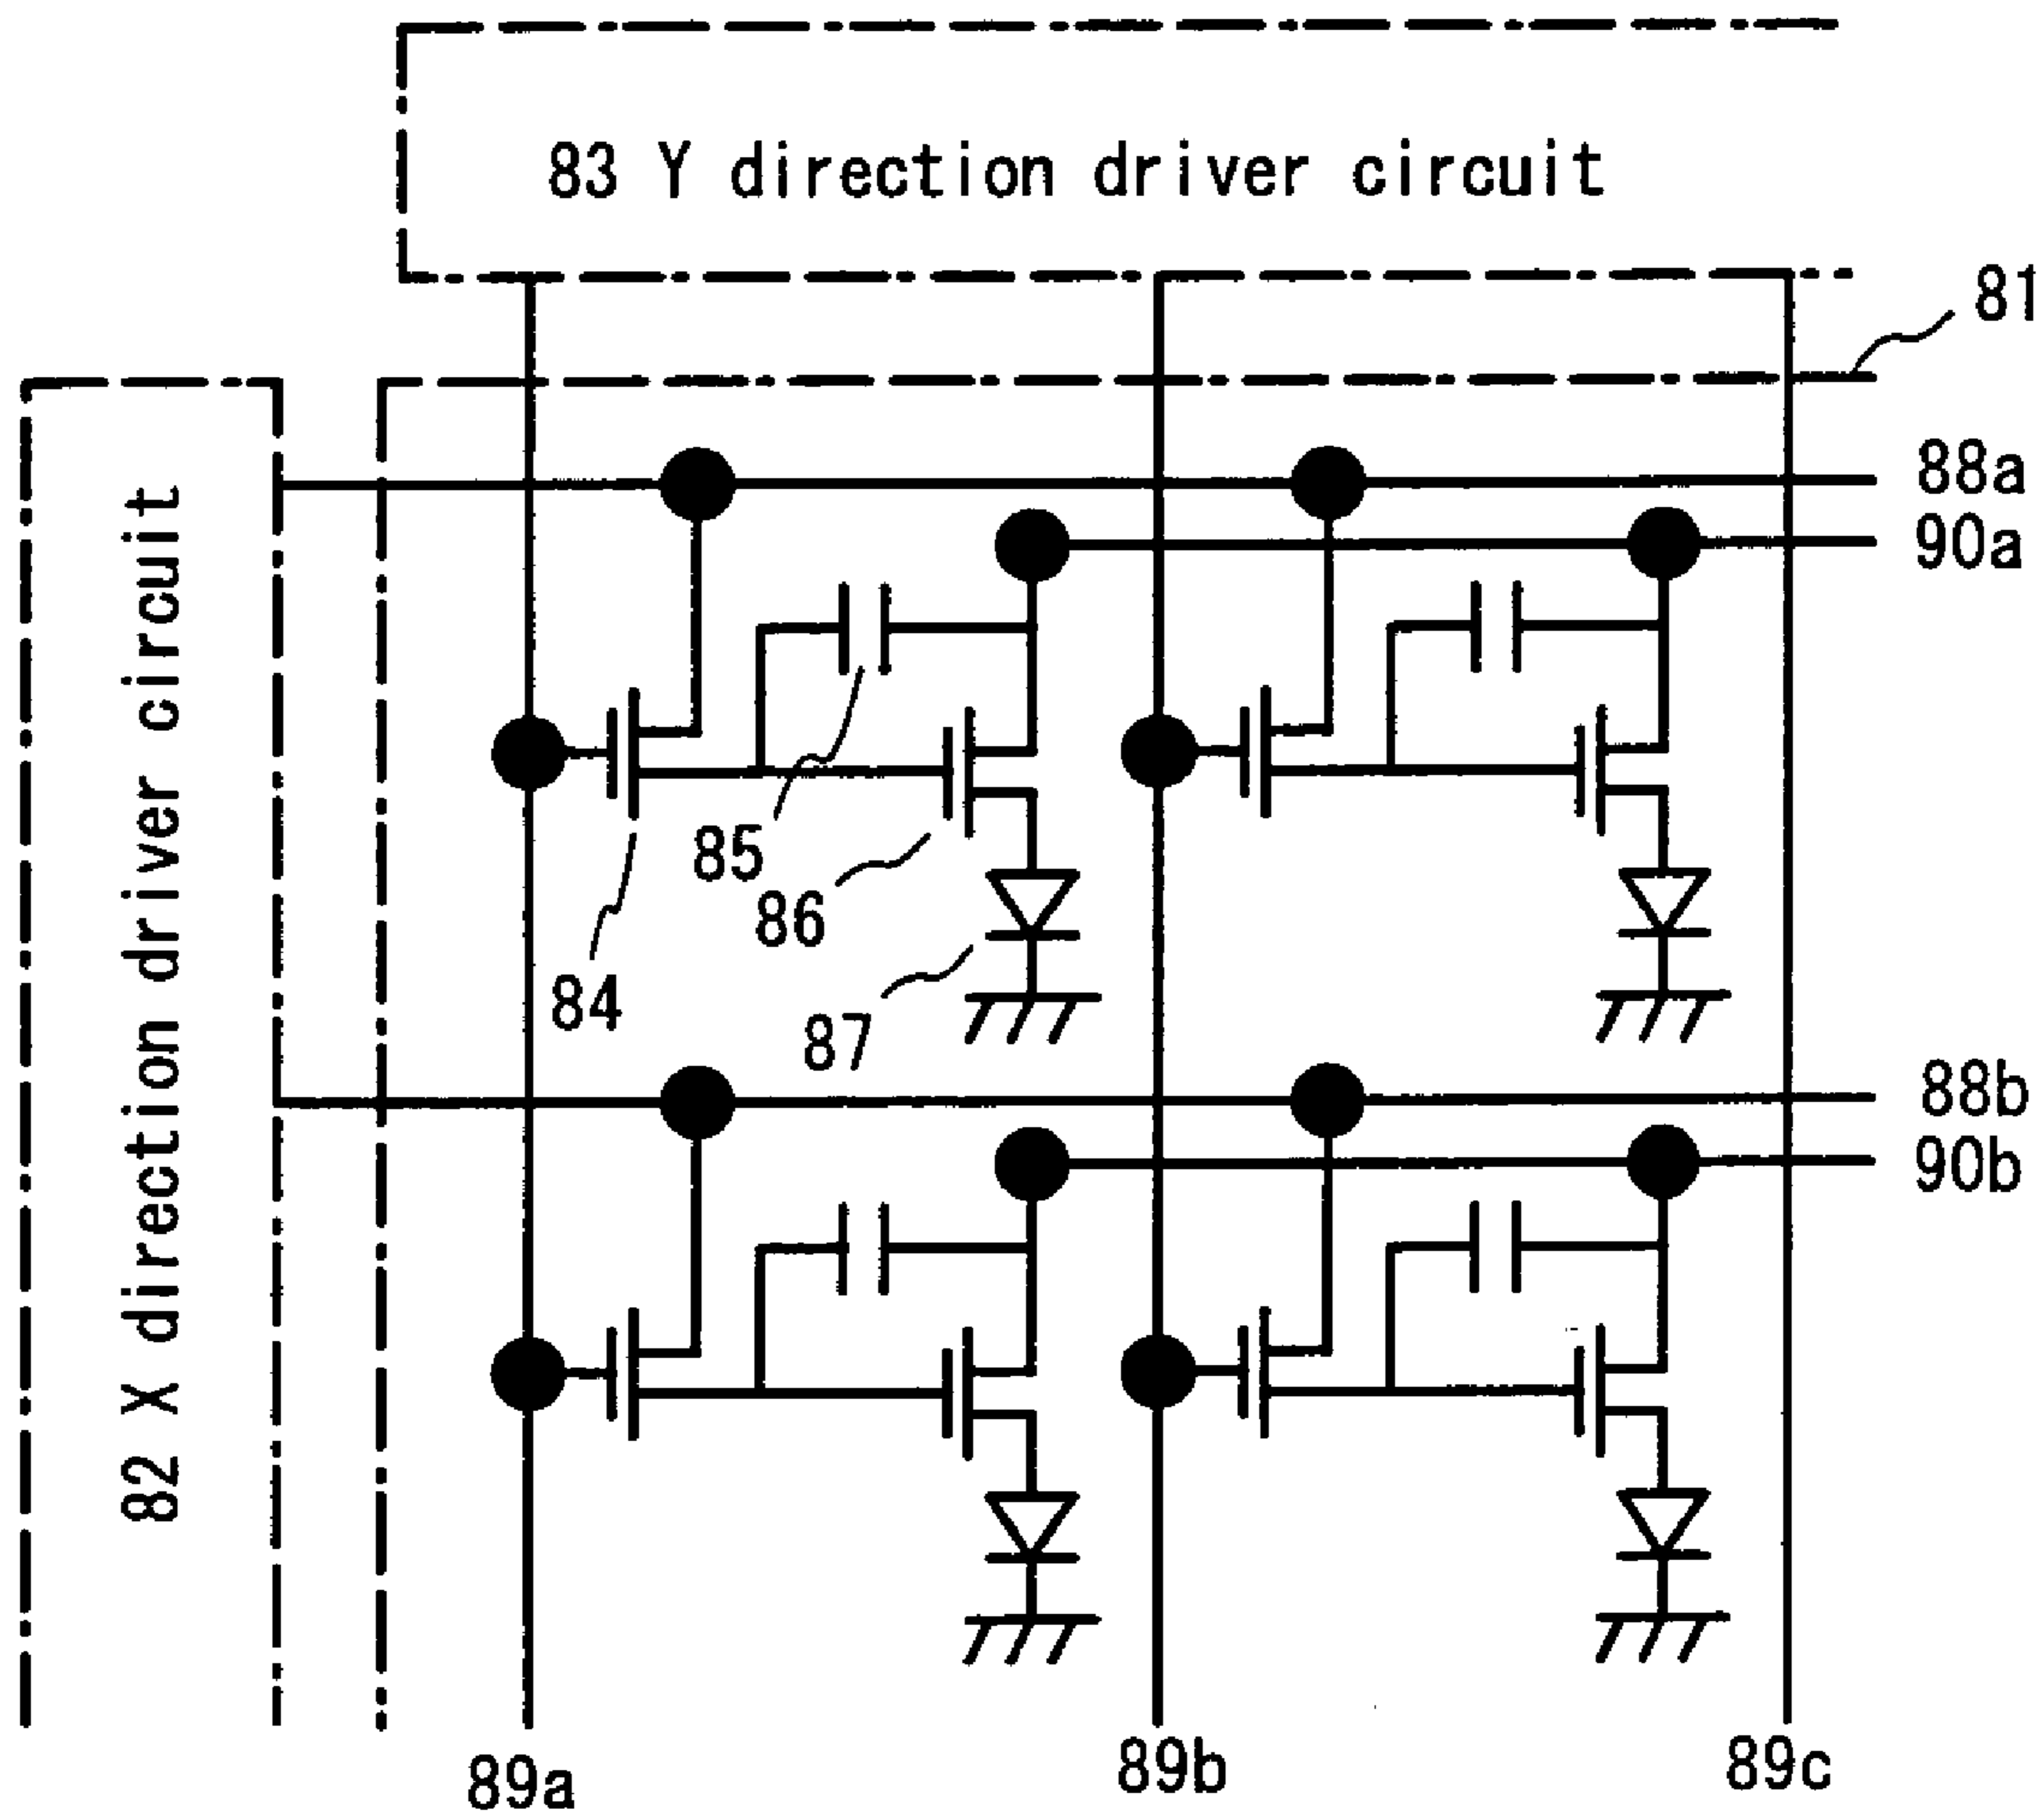 83 Y direction driver circuit
81
88a
90a
82 X direction driver circuit
85
86
84
87
88b
90b
89a
89b
89c